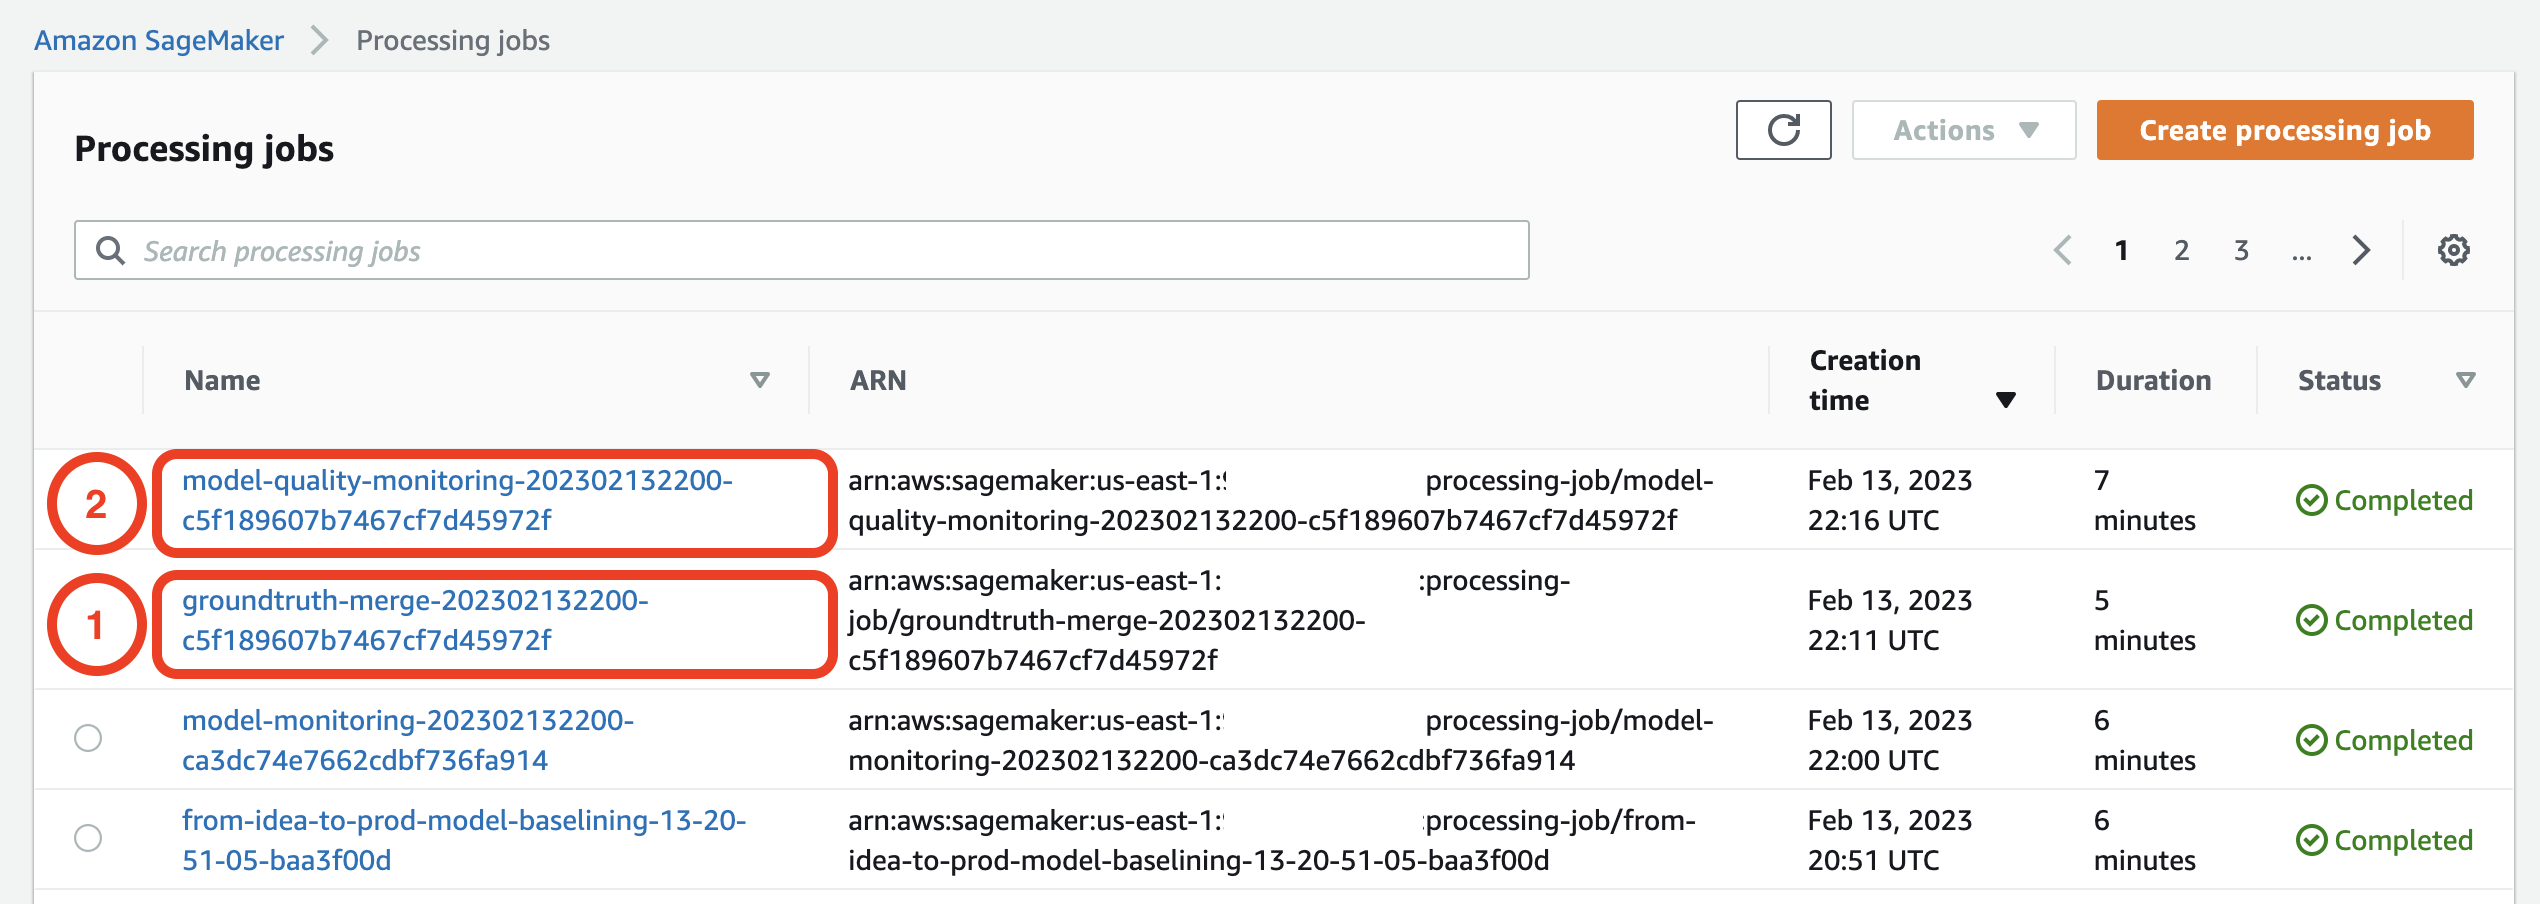 Amazon SageMaker > Processing jobs
Processing jobs
Actions
Create processing job
Search processing jobs
1 2 3 ...
Name
ARN
Creation
time
Duration
Status
2
model-quality-monitoring-202302132200-
c5f189607b7467cf7d45972f
arn:aws:sagemaker:us-east-1: processing-job/model-
quality-monitoring-202302132200-c5f189607b7467cf7d45972f
Feb 13, 2023
22:16 UTC
7
minutes
Completed
1
groundtruth-merge-202302132200-
c5f189607b7467cf7d45972f
arn:aws:sagemaker:us-east-1: :processing-
job/groundtruth-merge-202302132200-
c5f189607b7467cf7d45972f
Feb 13, 2023
22:11 UTC
5
minutes
Completed
model-monitoring-202302132200-
ca3dc74e7662cdbf736fa914
arn:aws:sagemaker:us-east-1: processing-job/model-
monitoring-202302132200-ca3dc74e7662cdbf736fa914
Feb 13, 2023
22:00 UTC
6
minutes
Completed
from-idea-to-prod-model-baselining-13-20-
51-05-baa3f00d
arn:aws:sagemaker:us-east-1: :processing-job/from-
idea-to-prod-model-baselining-13-20-51-05-baa3f00d
Feb 13, 2023
20:51 UTC
6
minutes
Completed